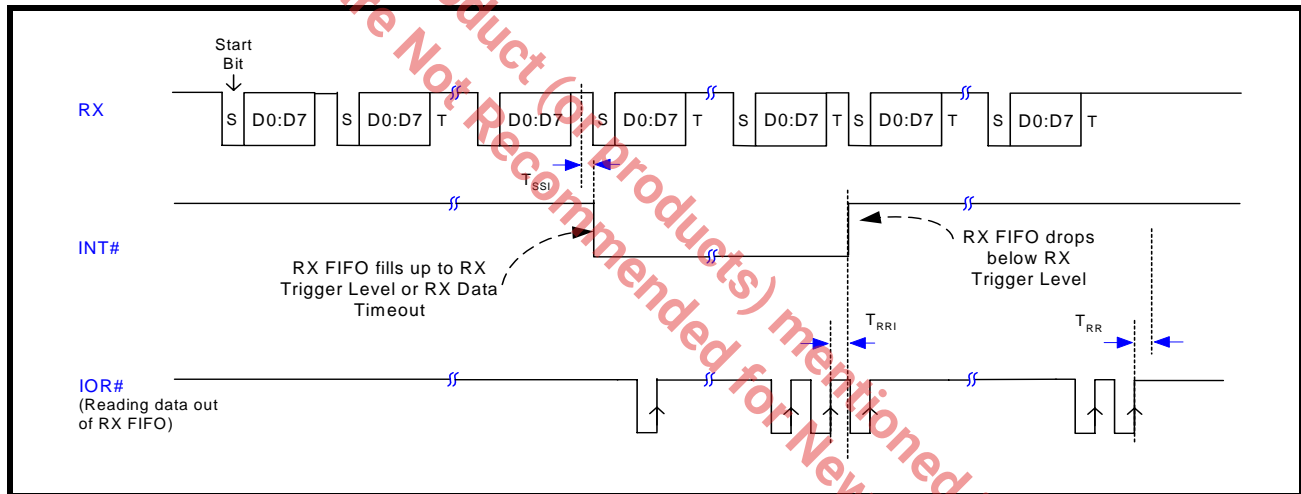 Start
Bit
RX
S D0:D7 S D0:D7 T D0:D7 S D0:D7 T S D0:D7 T S D0:D7 T S D0:D7 T
TSSI
INT#
RX FIFO fills up to RX
Trigger Level or RX Data
Timeout
RX FIFO drops
below RX
Trigger Level
TRRI
TRR
IOR#
(Reading data out
of RX FIFO)
product (or products) mentioned
are Not Recommended for New